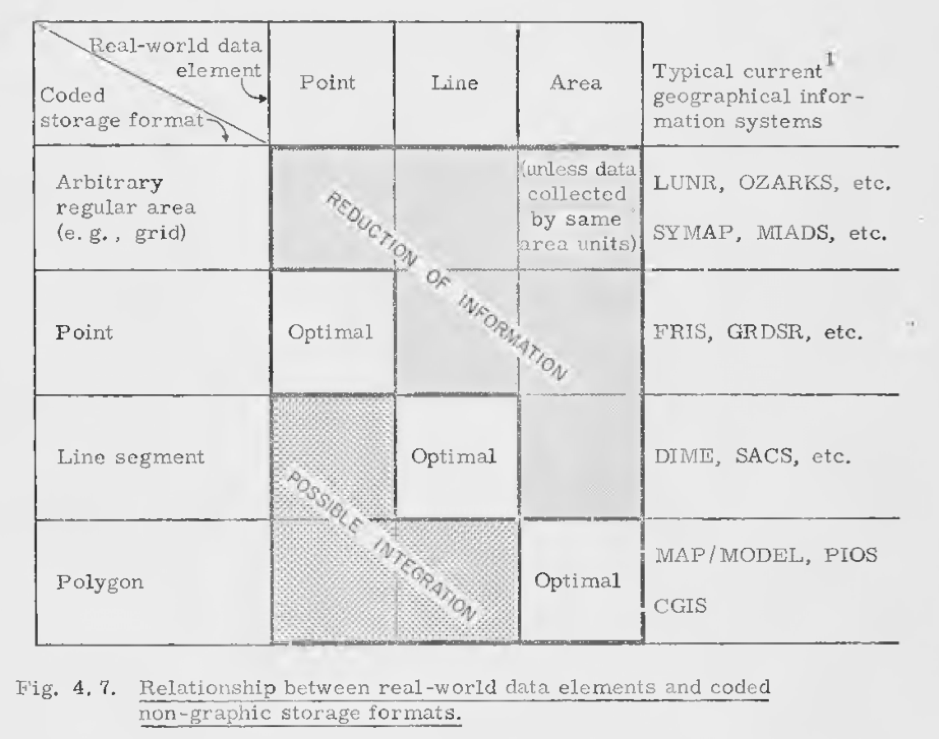 Real-world data
element
Coded
storage format
Point
Line
Area
Typical current1
geographical infor-
mation systems
Arbitrary
regular area
(e.g., grid)
(unless data
collected
by same
area units)
LUNR, OZARKS, etc.
SYMAP, MIADS, etc.
REDUCTION OF INFORMATION
Point
Optimal
FRIS, GRDSR, etc.
Line segment
Optimal
DIME, SACS, etc.
POSSIBLE INTEGRATION
Polygon
Optimal
MAP/MODEL, PIOS
CGIS
Fig. 4.7. Relationship between real-world data elements and coded
non-graphic storage formats.